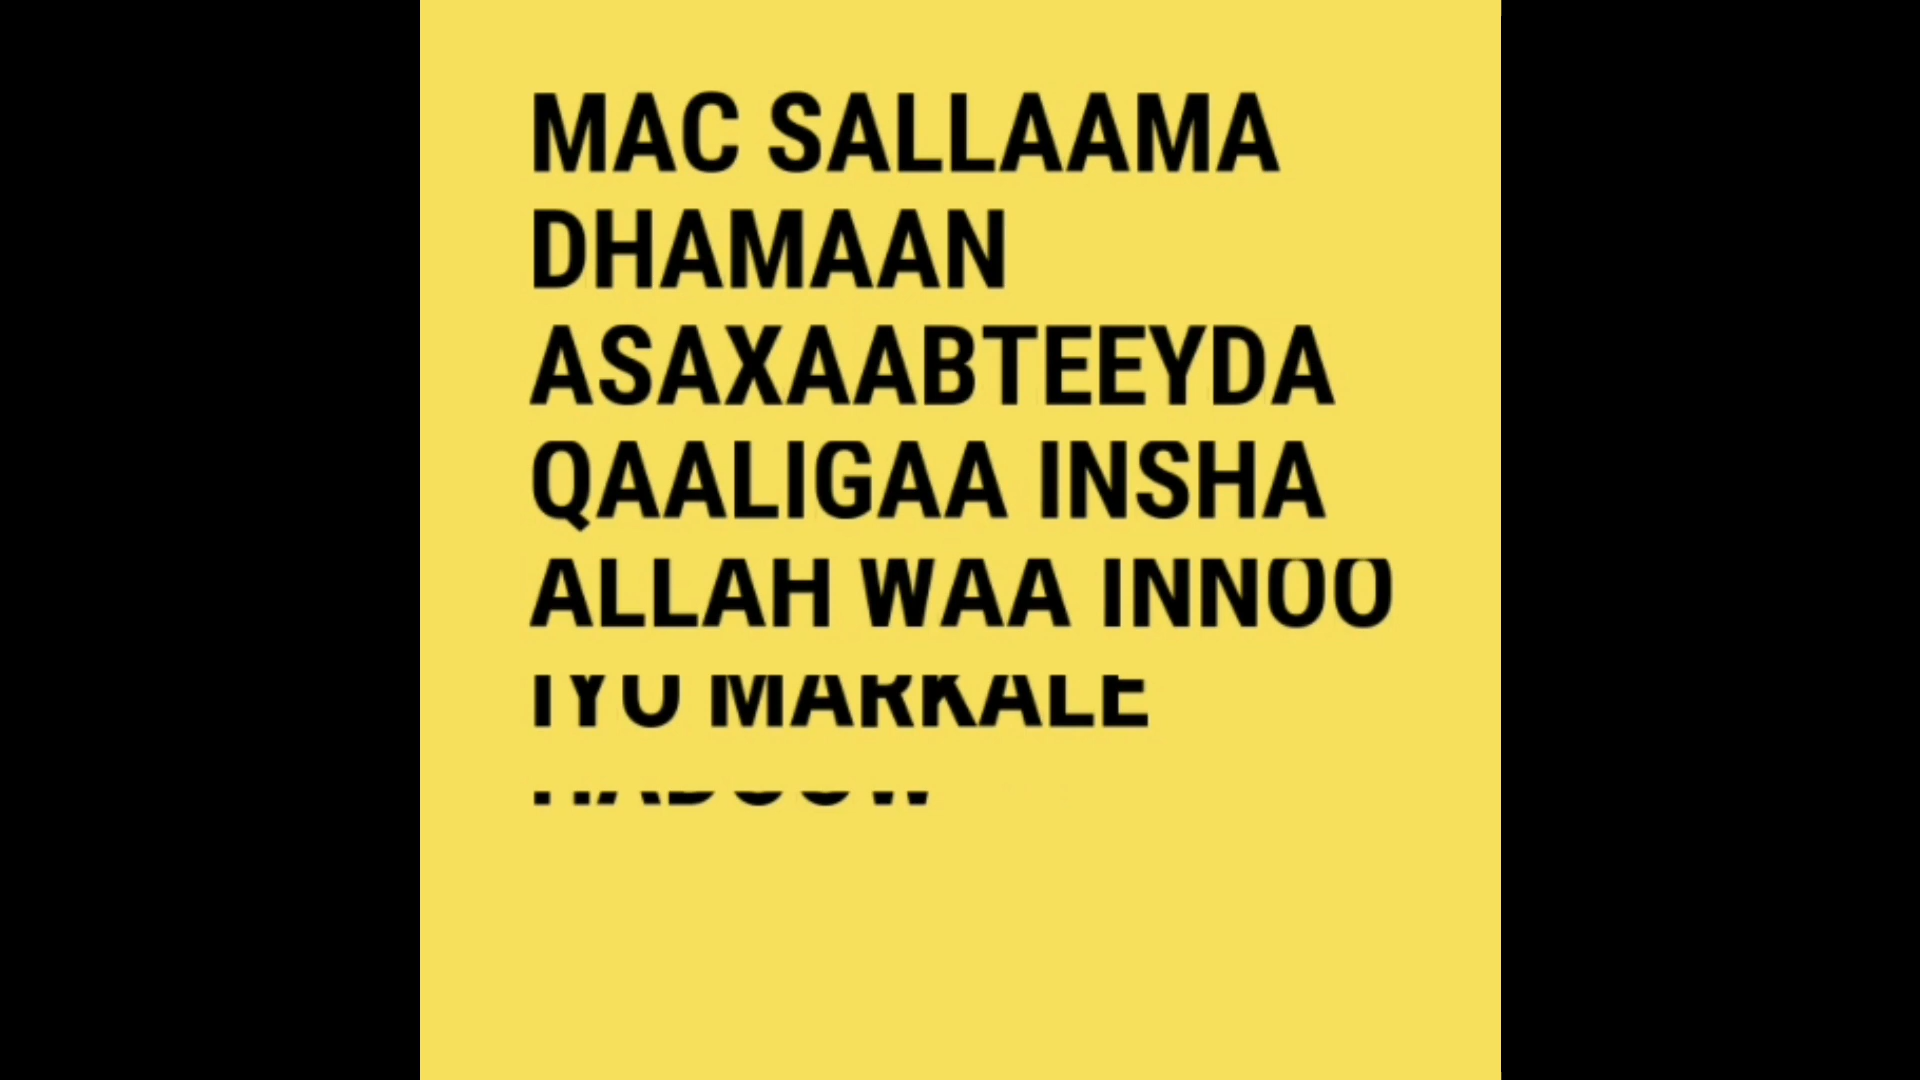 MAC SALLAAMA
DHAMAAN
ASAXAABTEEYDA
QAALIGAA INSHA
ALLAH WAA INNOO
IYO MARKALE